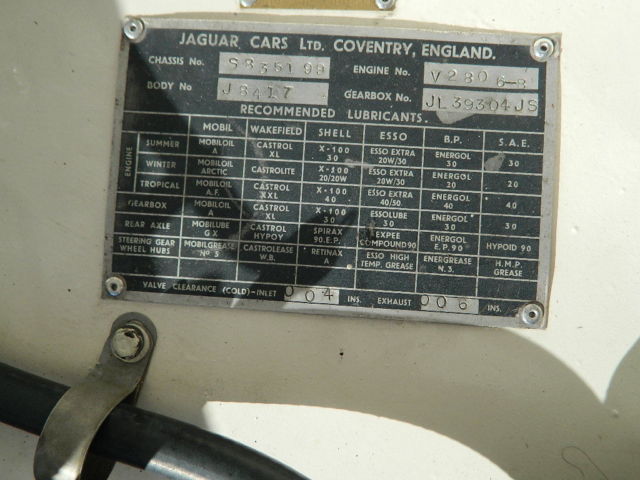 JAGUAR CARS LTD. COVENTRY, ENGLAND.
CHASSIS No. S835199 ENGINE No. V2806-8
BODY No J8417 GEARBOX No. JL39304JS
RECOMMENDED LUBRICANTS.
MOBIL WAKEFIELD SHELL ESSO B.P. S.A.E.
ENGINE
SUMMER MOBILOIL A CASTROL XL X-100 30 ESSO EXTRA 20W/30 ENERGOL 30 30
WINTER MOBILOIL ARCTIC CASTROLITE X-100 20/20W ESSO EXTRA 20W/30 ENERGOL 20 20
TROPICAL MOBILOIL A.F. CASTROL XXL X-100 40 ESSO EXTRA 40/50 ENERGOL 40 40
GEARBOX MOBILOIL A CASTROL XL X-100 30 ESSOLUBE 30 ENERGOL 30 30
REAR AXLE MOBILUBE GX CASTROL HYPOY SPIRAX 90.E.P. EXPEE COMPOUND 90 ENERGOL E.P. 90 HYPOID 90
STEERING GEAR WHEEL HUBS MOBILGREASE No 5 CASTROLEASE W.B. RETINAX A ESSO HIGH TEMP. GREASE ENERGREASE N.3. H.M.P. GREASE
VALVE CLEARANCE (COLD)-INLET 004 INS. EXHAUST 006 INS.